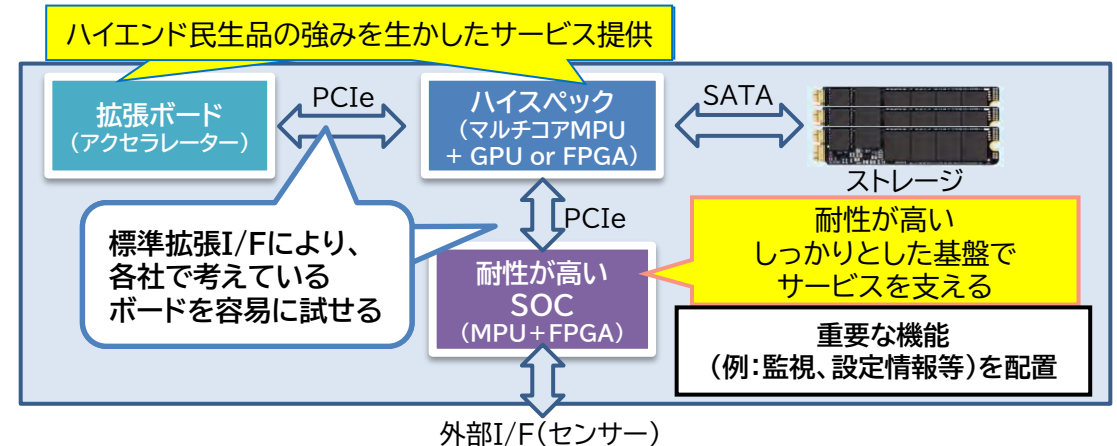 ハイエンド民生品の強みを生かしたサービス提供
拡張ボード
(アクセラレーター)
PCIe
ハイスペック
(マルチコアMPU
+ GPU or FPGA)
SATA
ストレージ
PCIe
標準拡張I/Fにより、
各社で考えている
ボードを容易に試せる
耐性が高い
SOC
(MPU+FPGA)
耐性が高い
しっかりとした基盤で
サービスを支える
重要な機能
(例:監視、設定情報等)を配置
外部I/F(センサー)